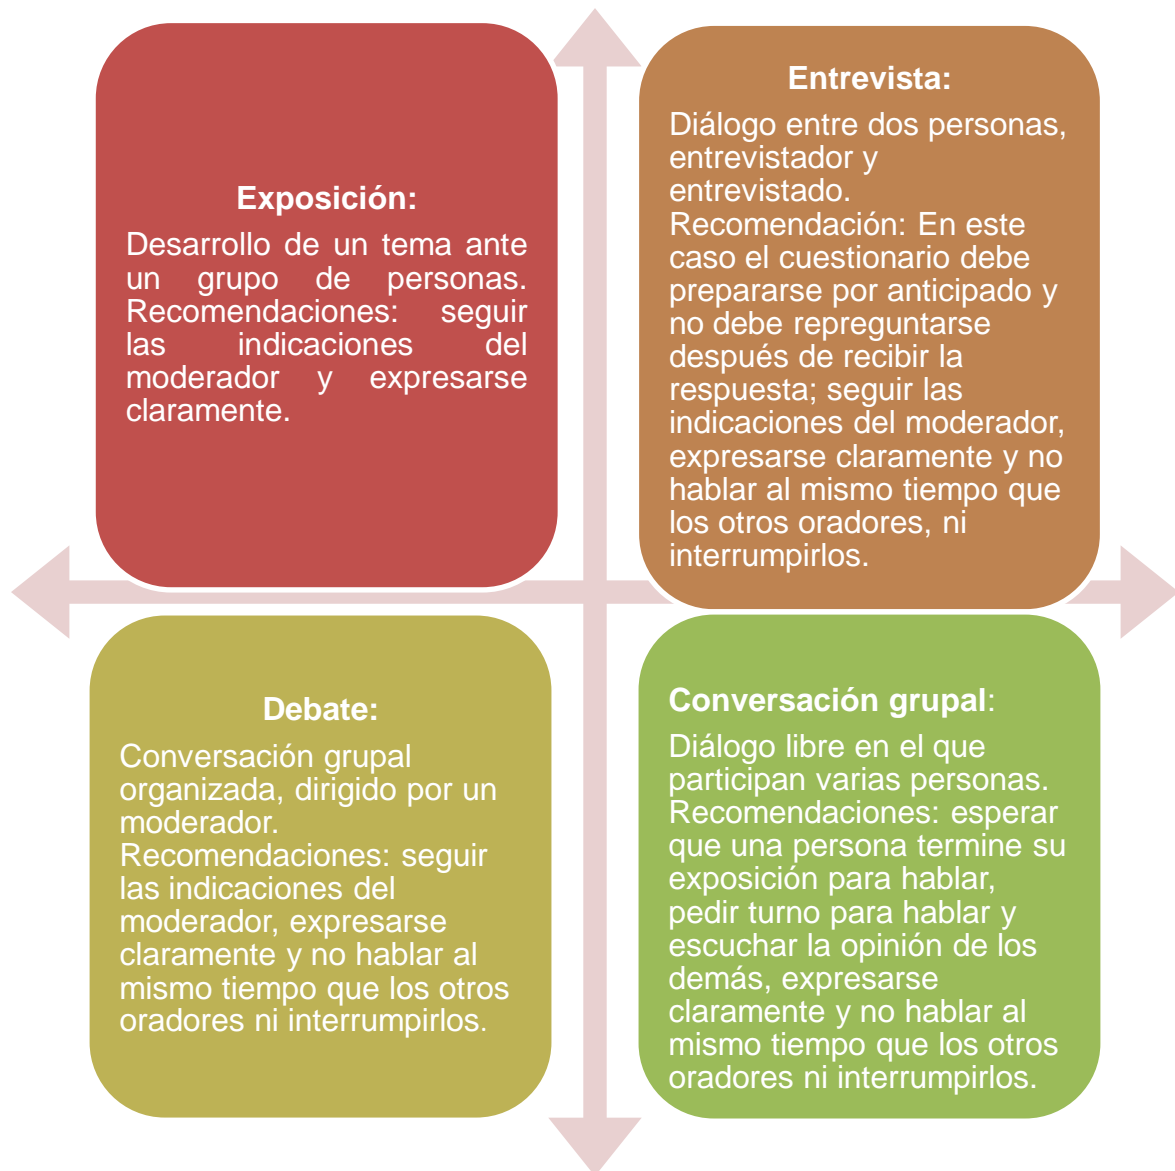 Exposición:
Desarrollo de un tema ante
un grupo de personas.
Recomendaciones: seguir
las indicaciones del
moderador y expresarse
claramente.
Entrevista:
Diálogo entre dos personas,
entrevistador y
entrevistado.
Recomendación: En este
caso el cuestionario debe
prepararse por anticipado y
no debe repreguntarse
después de recibir la
respuesta; seguir las
indicaciones del moderador,
expresarse claramente y no
hablar al mismo tiempo que
los otros oradores, ni
interrumpirlos.
Debate:
Conversación grupal
organizada, dirigido por un
moderador.
Recomendaciones: seguir
las indicaciones del
moderador, expresarse
claramente y no hablar al
mismo tiempo que los otros
oradores ni interrumpirlos.
Conversación grupal:
Diálogo libre en el que
participan varias personas.
Recomendaciones: esperar
que una persona termine su
exposición para hablar,
pedir turno para hablar y
escuchar la opinión de los
demás, expresarse
claramente y no hablar al
mismo tiempo que los otros
oradores ni interrumpirlos.